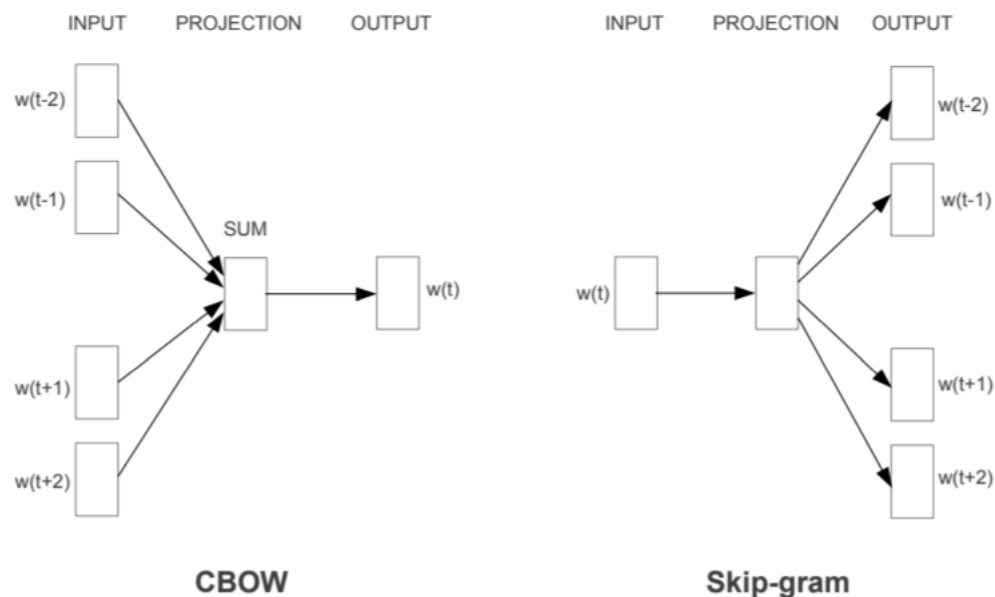 INPUT PROJECTION OUTPUT
w(t-2)
w(t-1)
SUM
w(t)
w(t+1)
w(t+2)
CBOW
INPUT PROJECTION OUTPUT
w(t-2)
w(t-1)
w(t)
w(t+1)
w(t+2)
Skip-gram